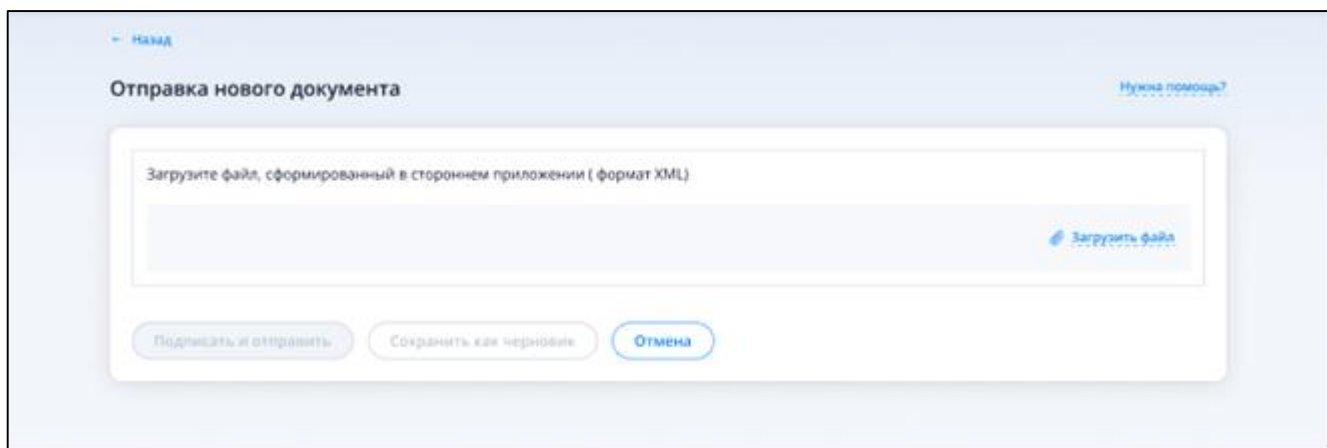 ← Назад
Отправка нового документа
Нужна помощь?
Загрузите файл, сформированный в стороннем приложении ( формат XML)
Загрузить файл
Подписать и отправить
Сохранить как черновик
Отмена